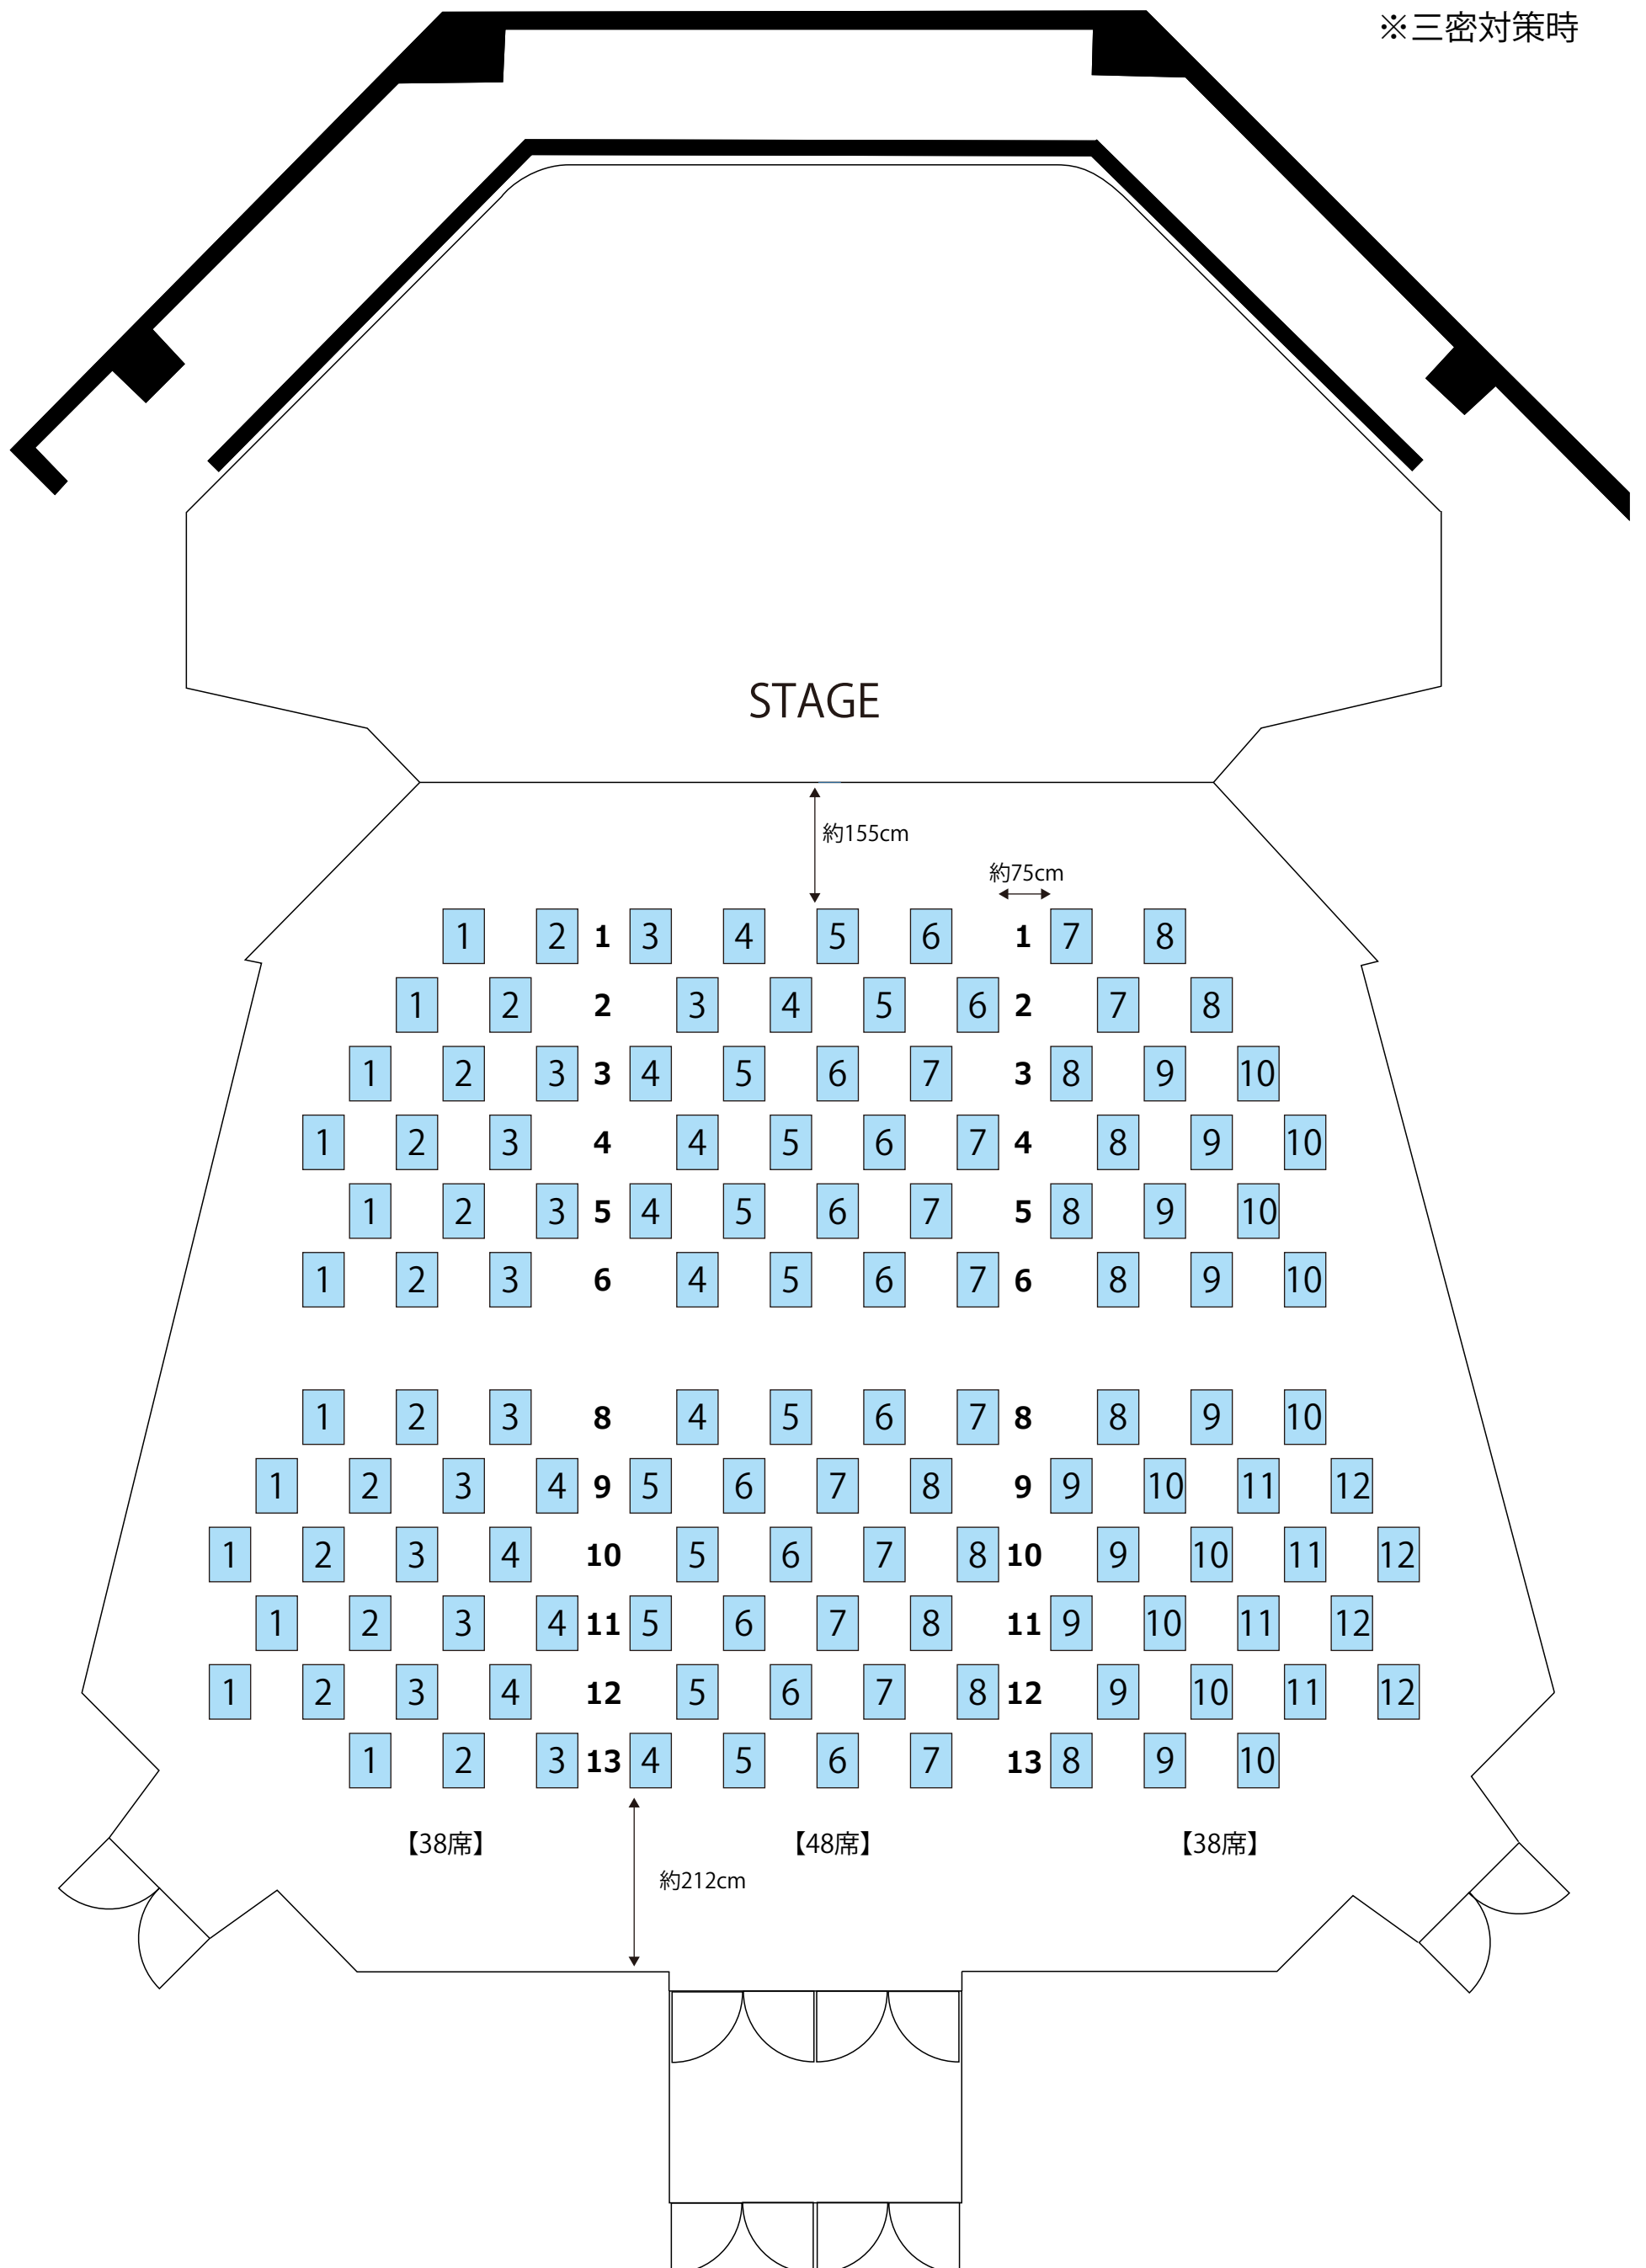 ※三密対策時
STAGE
約155cm
約75cm
1 2 1 3 4 5 6 1 7 8
1 2 2 3 4 5 6 2 7 8
1 2 3 3 4 5 6 7 3 8 9 10
1 2 3 4 4 5 6 7 4 8 9 10
1 2 3 5 4 5 6 7 5 8 9 10
1 2 3 6 4 5 6 7 6 8 9 10
1 2 3 8 4 5 6 7 8 8 9 10
1 2 3 4 9 5 6 7 8 9 9 10 11 12
1 2 3 4 10 5 6 7 8 10 9 10 11 12
1 2 3 4 11 5 6 7 8 11 9 10 11 12
1 2 3 4 12 5 6 7 8 12 9 10 11 12
1 2 3 13 4 5 6 7 13 8 9 10
【38席】 【48席】 【38席】
約212cm